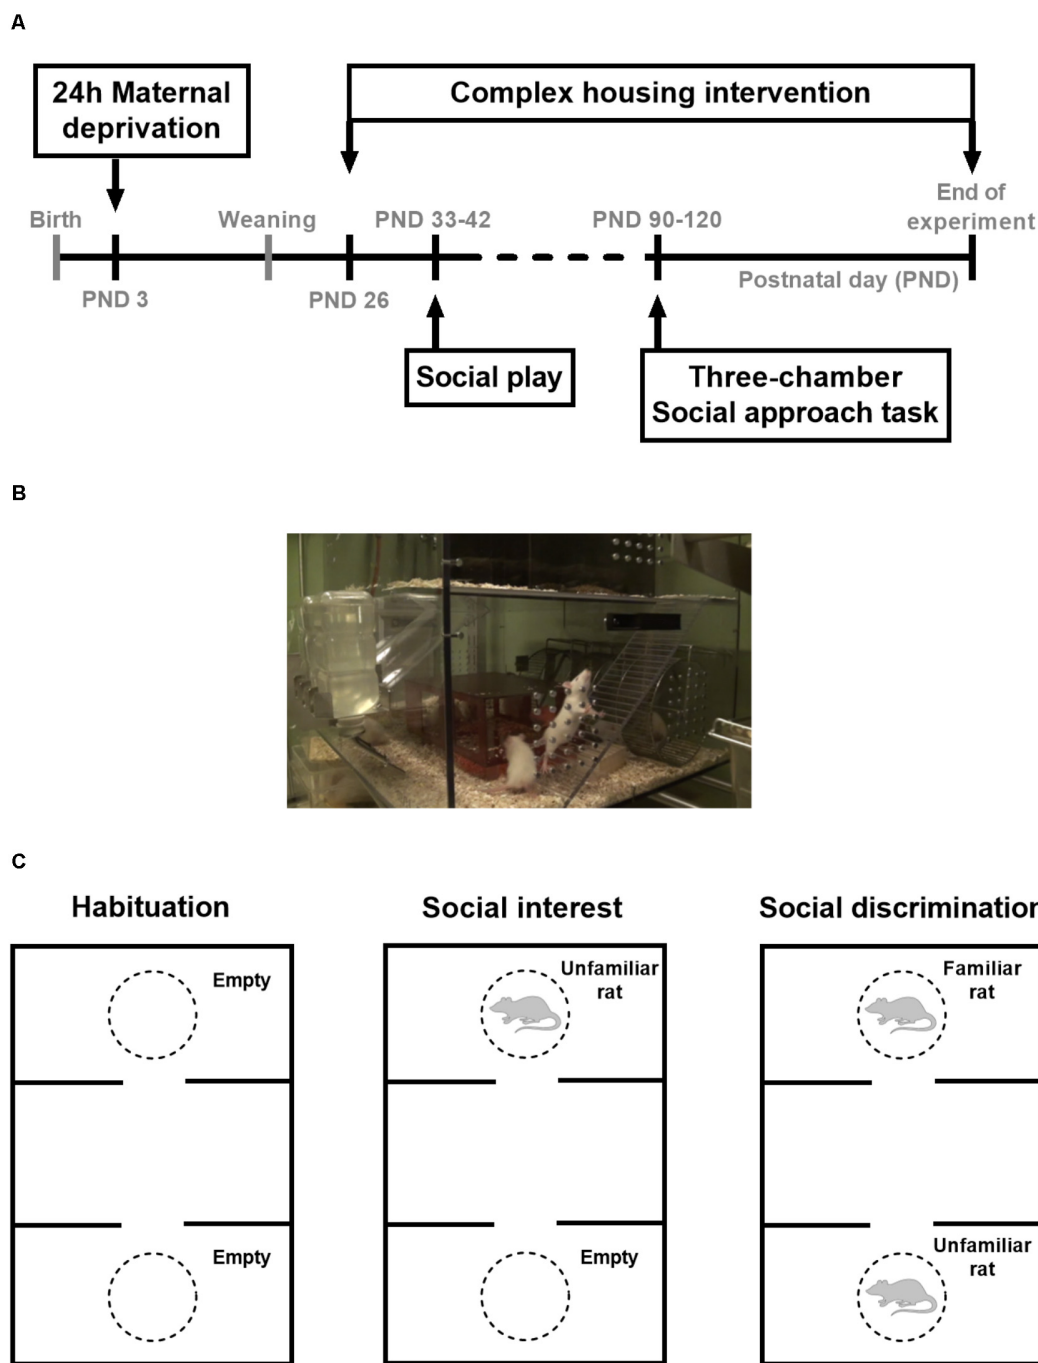 A
24h Maternal
deprivation
Complex housing intervention
Birth
Weaning
PND 33-42
PND 90-120
End of
experiment
PND 3
PND 26
Postnatal day (PND)
Social play
Three-chamber
Social approach task
B
C
Habituation
Social interest
Social discrimination
Empty
Unfamiliar
rat
Familiar
rat
Empty
Empty
Unfamiliar
rat